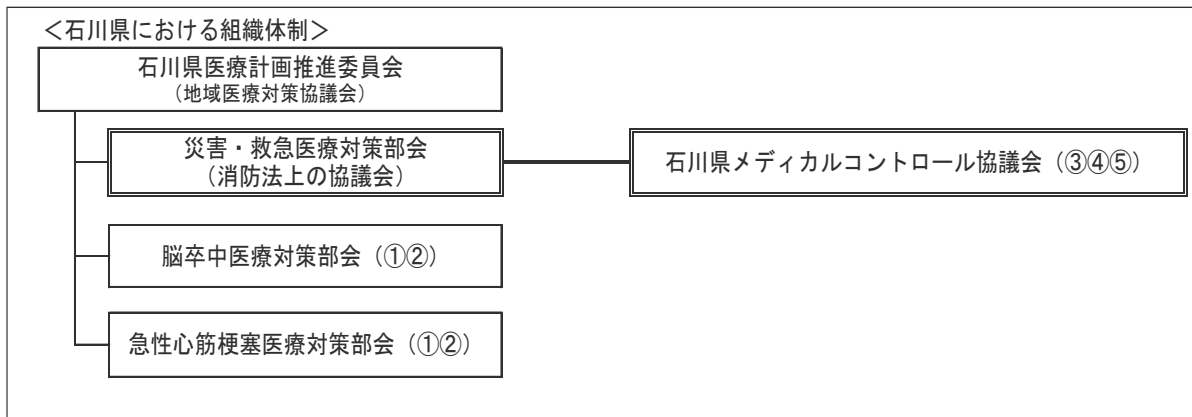 ＜石川県における組織体制＞
石川県医療計画推進委員会
（地域医療対策協議会）
災害・救急医療対策部会
（消防法上の協議会）
石川県メディカルコントロール協議会（③④⑤）
脳卒中医療対策部会（①②）
急性心筋梗塞医療対策部会（①②）